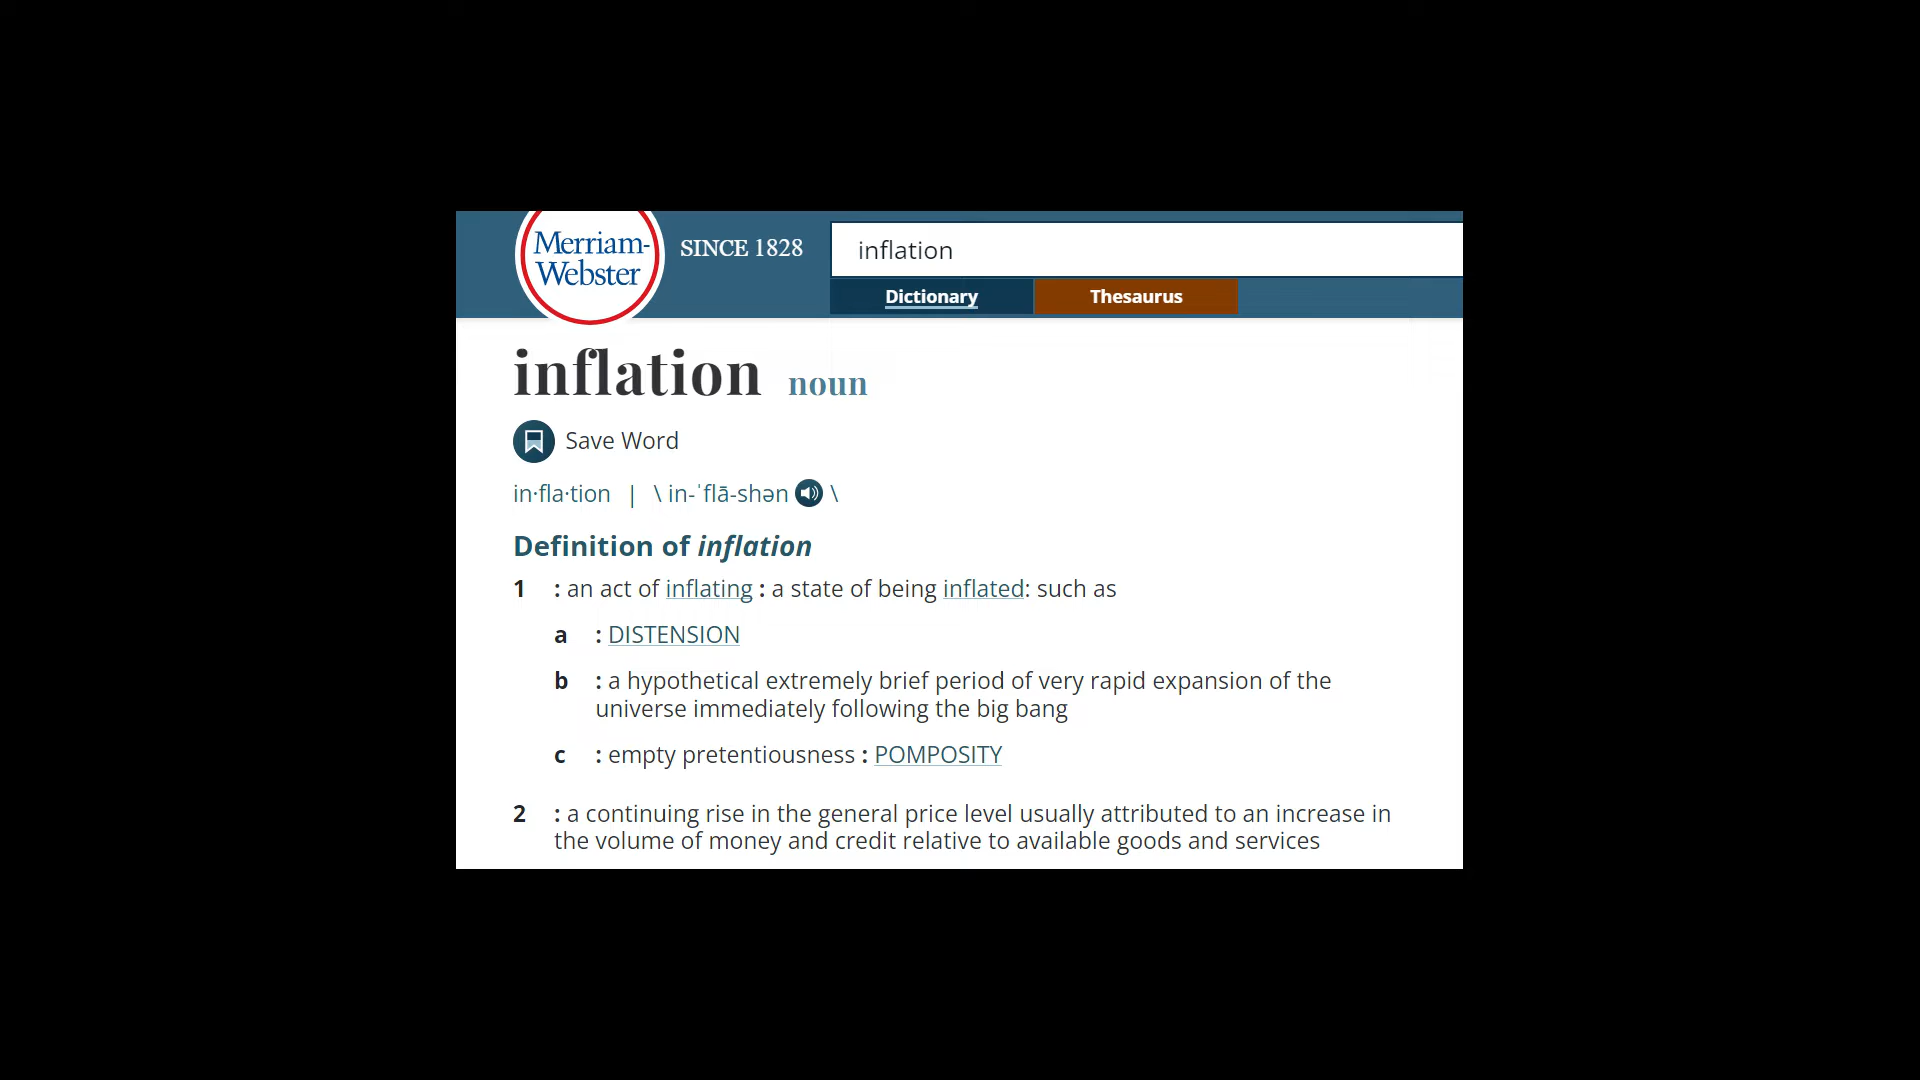 Merriam-
Webster
SINCE 1828
inflation
Dictionary
Thesaurus
inflation noun
Save Word
in·fla·tion | \ in-ˈflā-shən \
Definition of inflation
1 : an act of inflating : a state of being inflated: such as
a : DISTENSION
b : a hypothetical extremely brief period of very rapid expansion of the
universe immediately following the big bang
c : empty pretentiousness : POMPOSITY
2 : a continuing rise in the general price level usually attributed to an increase in
the volume of money and credit relative to available goods and services